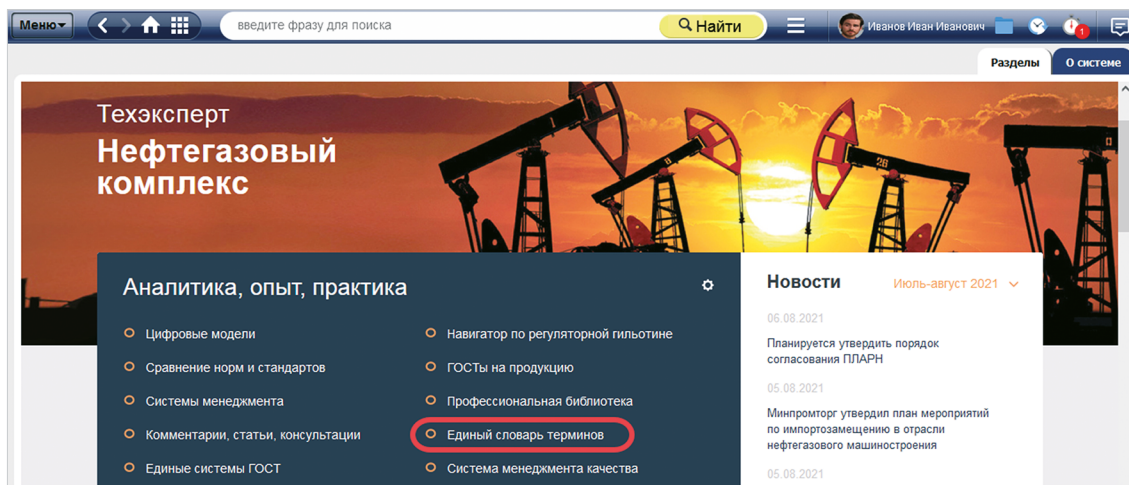 Меню
введите фразу для поиска
Найти
Иванов Иван Иванович
1
Разделы
О системе
Техэксперт
Нефтегазовый
комплекс
26
Аналитика, опыт, практика
Цифровые модели
Сравнение норм и стандартов
Системы менеджмента
Комментарии, статьи, консультации
Единые системы ГОСТ
Навигатор по регуляторной гильотине
ГОСТы на продукцию
Профессиональная библиотека
Единый словарь терминов
Система менеджмента качества
Новости
Июль-август 2021
06.08.2021
Планируется утвердить порядок
согласования ПЛАРН
05.08.2021
Минпромторг утвердил план мероприятий
по импортозамещению в отрасли
нефтегазового машиностроения
05.08.2021